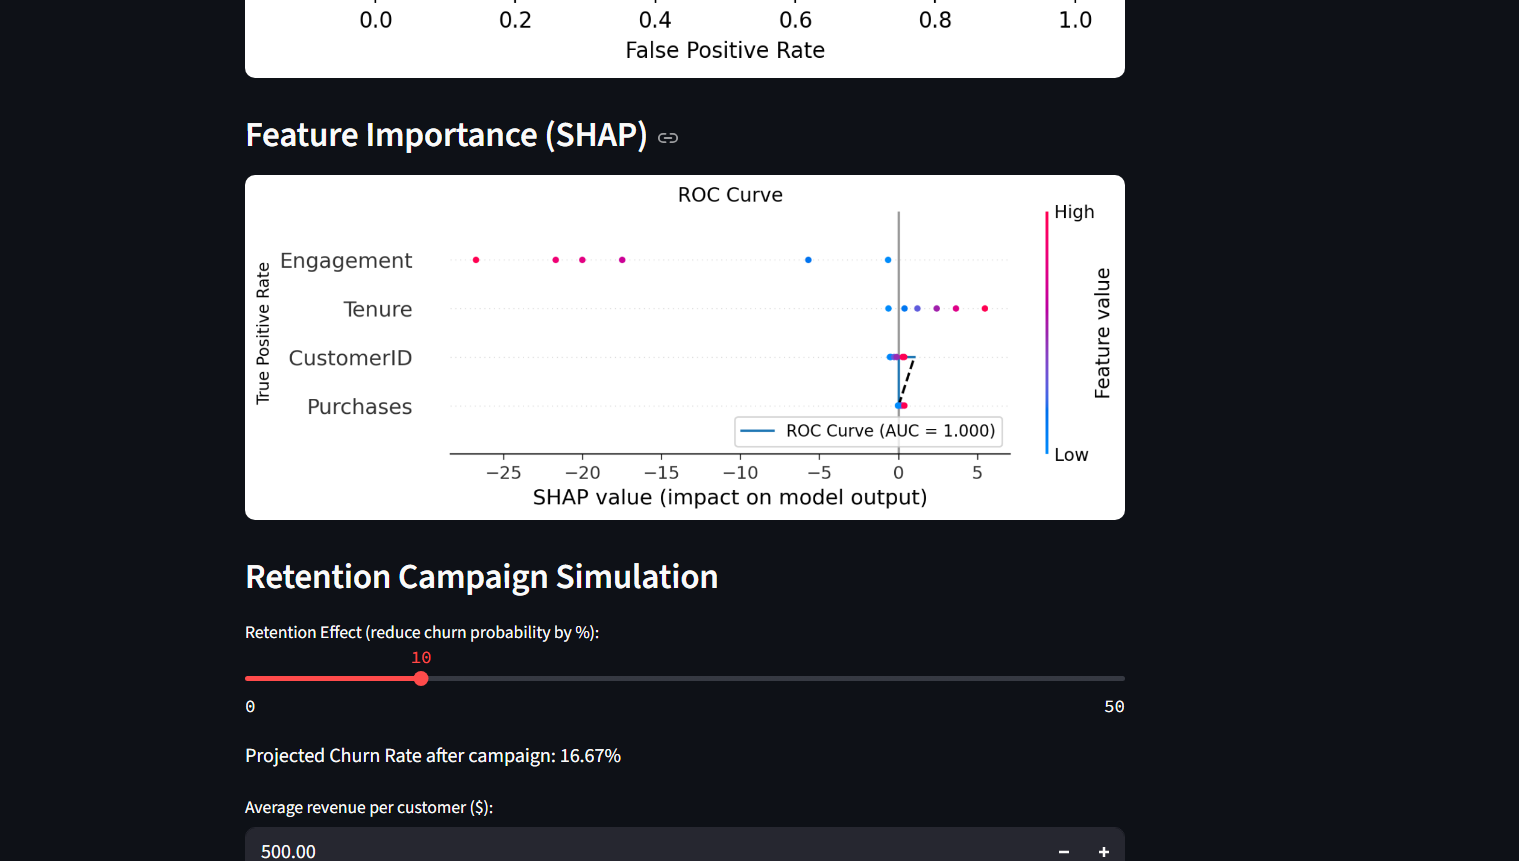 0.0 0.2 0.4 0.6 0.8 1.0
False Positive Rate
Feature Importance (SHAP)
ROC Curve
High
True Positive Rate
Engagement
Tenure
CustomerID
Purchases
Feature value
ROC Curve (AUC = 1.000)
Low
−25 −20 −15 −10 −5 0 5
SHAP value (impact on model output)
Retention Campaign Simulation
Retention Effect (reduce churn probability by %):
10
0 50
Projected Churn Rate after campaign: 16.67%
Average revenue per customer ($):
500.00 − +